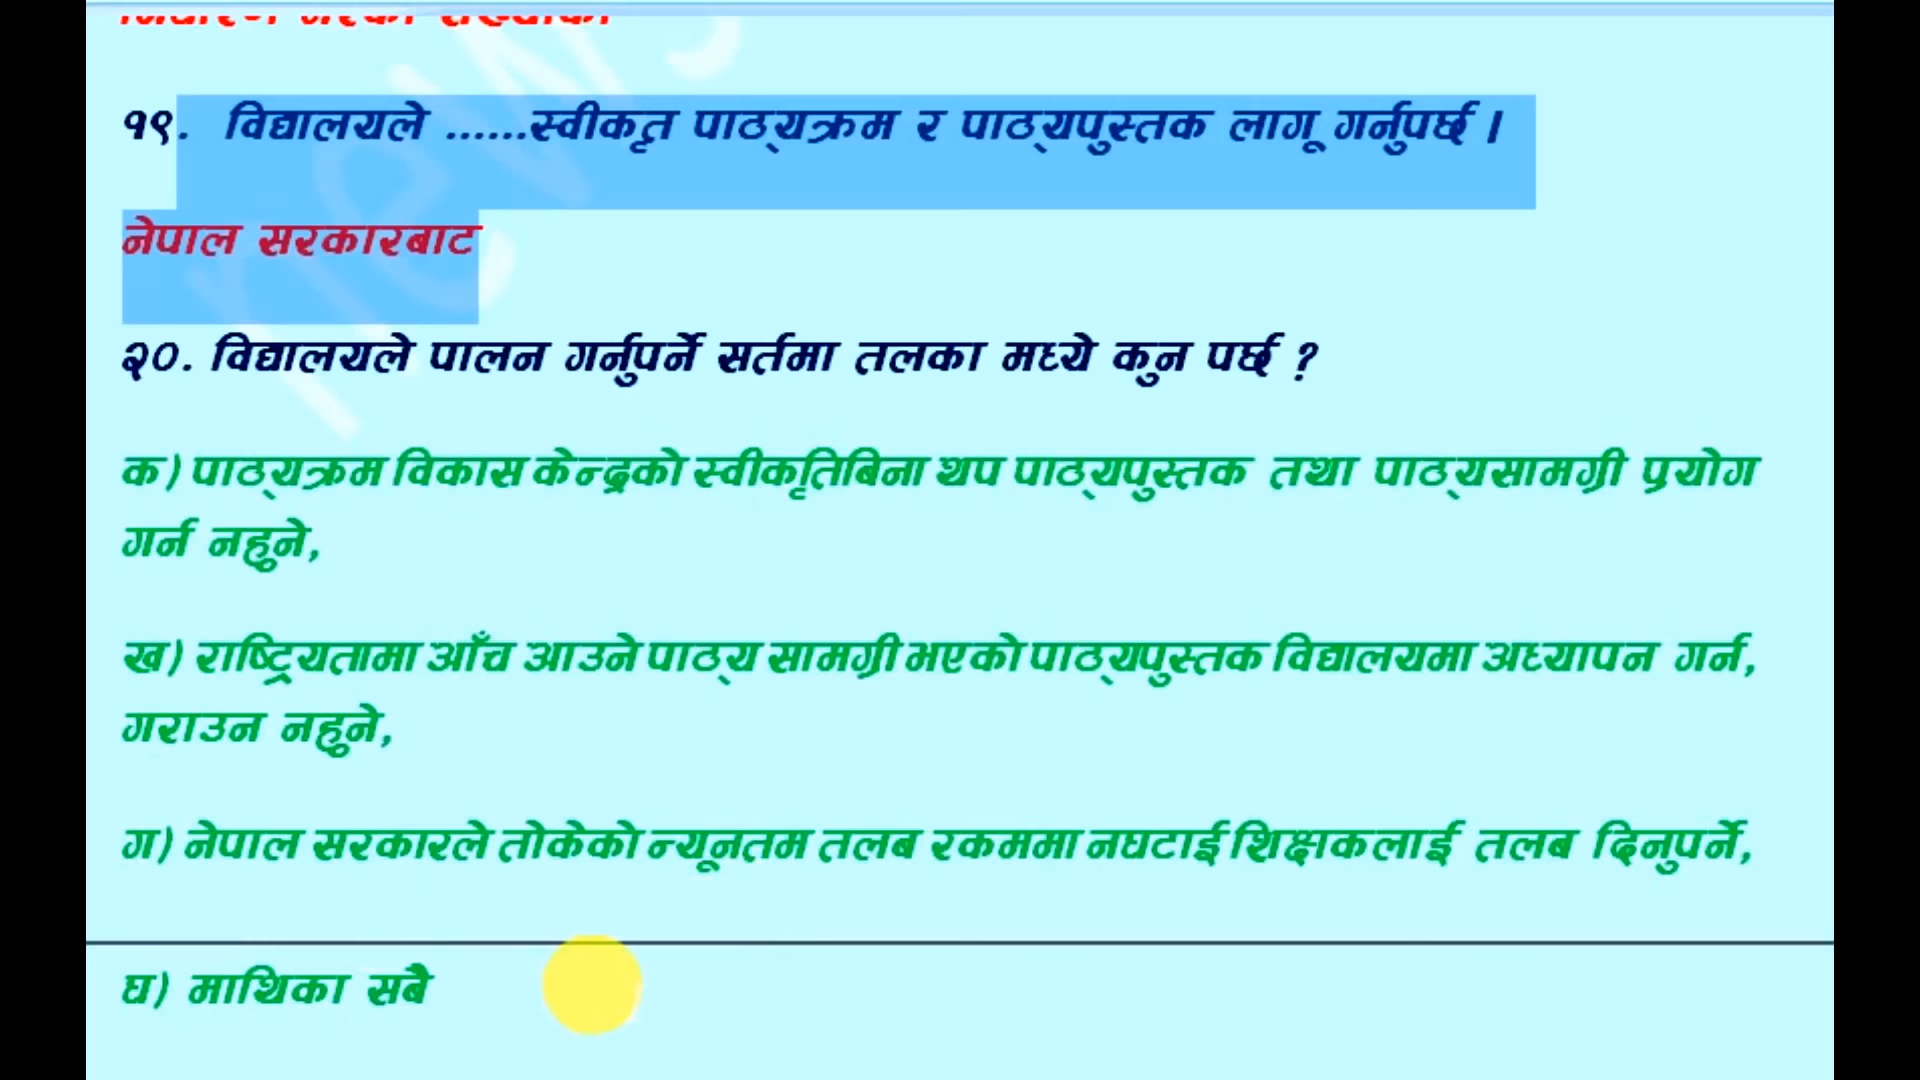 १९. विद्यालयले ......स्वीकृत पाठ्यक्रम र पाठ्यपुस्तक लागू गर्नुपर्छ ।
नेपाल सरकारबाट
२०. विद्यालयले पालन गर्नुपर्ने सर्तमा तलका मध्ये कुन पर्छ ?
क) पाठ्यक्रम विकास केन्द्रको स्वीकृतिबिना थप पाठ्यपुस्तक तथा पाठ्यसामग्री प्रयोग
गर्न नहुने,
ख) राष्ट्रियतामा आँच आउने पाठ्य सामग्री भएको पाठ्यपुस्तक विद्यालयमा अध्यापन गर्न,
गराउन नहुने,
ग) नेपाल सरकारले तोकेको न्यूनतम तलब रकममा नघटाई शिक्षकलाई तलब दिनुपर्ने,
घ) माथिका सबै